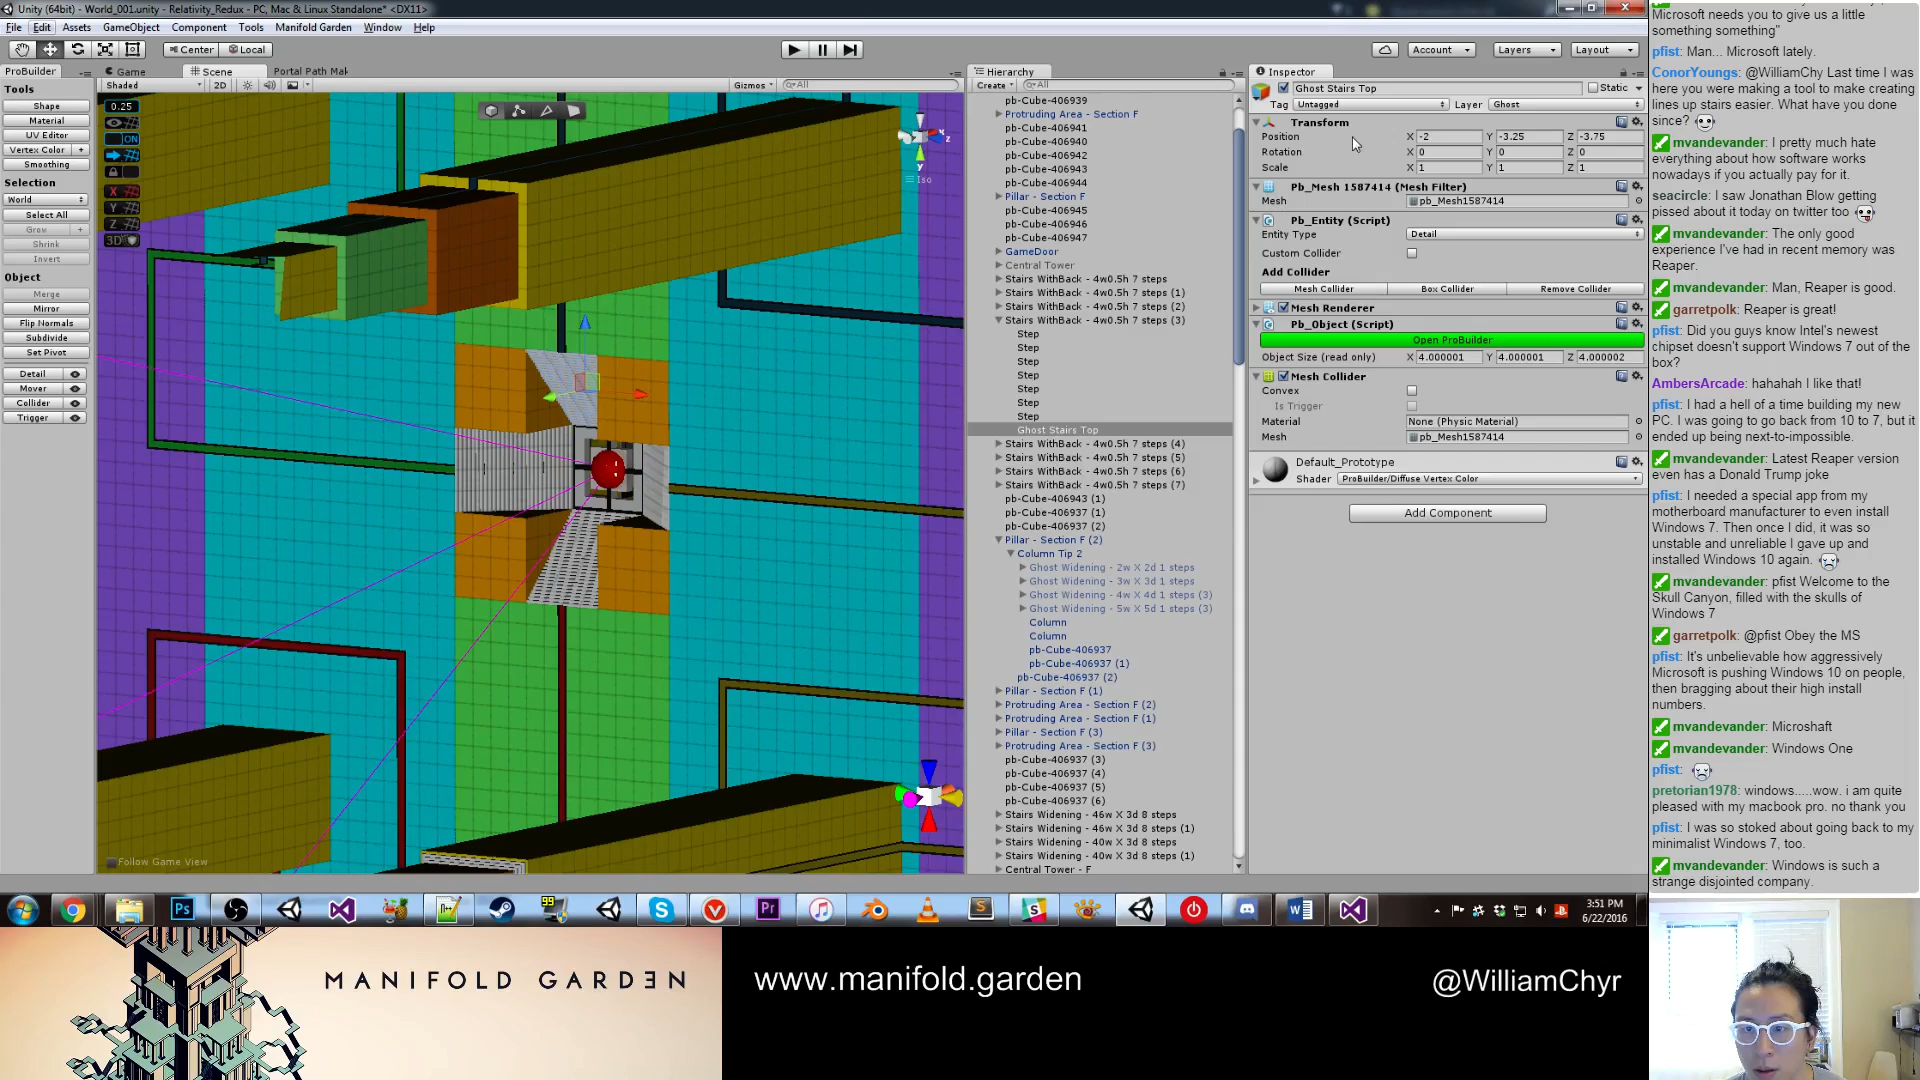 Unity (64bit) - World_001.unity - Relativity_Redux - PC, Mac & Linux Standalone* <DX11>
File Edit Assets GameObject Component Tools Manifold Garden Window Help
Center Local
Account Layers Layout
ProBuilder
Tools
Shape
Material
UV Editor
Vertex Color +
Smoothing
Selection
World
Select All
Grow +
Shrink
Invert
Object
Merge
Mirror
Flip Normals
Subdivide
Set Pivot
Detail
Mover
Collider
Trigger
Game Scene Portal Path Mak
Shaded 2D Gizmos All
0.25
ON
X
Y
Z
3D
Iso
Follow Game View
Hierarchy
Create All
pb-Cube-406939
Protruding Area - Section F
pb-Cube-406941
pb-Cube-406940
pb-Cube-406942
pb-Cube-406943
pb-Cube-406944
Pillar - Section F
pb-Cube-406945
pb-Cube-406946
pb-Cube-406947
GameDoor
Central Tower
Stairs WithBack - 4w0.5h 7 steps
Stairs WithBack - 4w0.5h 7 steps (1)
Stairs WithBack - 4w0.5h 7 steps (2)
Stairs WithBack - 4w0.5h 7 steps (3)
Step
Step
Step
Step
Step
Step
Step
Ghost Stairs Top
Stairs WithBack - 4w0.5h 7 steps (4)
Stairs WithBack - 4w0.5h 7 steps (5)
Stairs WithBack - 4w0.5h 7 steps (6)
Stairs WithBack - 4w0.5h 7 steps (7)
pb-Cube-406943 (1)
pb-Cube-406937 (1)
pb-Cube-406937 (2)
Pillar - Section F (2)
Column Tip 2
Ghost Widening - 2w X 2d 1 steps
Ghost Widening - 3w X 3d 1 steps
Ghost Widening - 4w X 4d 1 steps (3)
Ghost Widening - 5w X 5d 1 steps (3)
Column
Column
pb-Cube-406937
pb-Cube-406937 (1)
pb-Cube-406937 (2)
Pillar - Section F (1)
Protruding Area - Section F (2)
Protruding Area - Section F (1)
Pillar - Section F (3)
Protruding Area - Section F (3)
pb-Cube-406937 (3)
pb-Cube-406937 (4)
pb-Cube-406937 (5)
pb-Cube-406937 (6)
Stairs Widening - 46w X 3d 8 steps
Stairs Widening - 46w X 3d 8 steps (1)
Stairs Widening - 40w X 3d 8 steps
Stairs Widening - 40w X 3d 8 steps (1)
Central Tower - F
Inspector
Ghost Stairs Top Static
Tag Untagged Layer Ghost
Transform
Position X -2 Y -3.25 Z -3.75
Rotation X 0 Y 0 Z 0
Scale X 1 Y 1 Z 1
Pb_Mesh 1587414 (Mesh Filter)
Mesh pb_Mesh1587414
Pb_Entity (Script)
Entity Type Detail
Custom Collider
Add Collider
Mesh Collider Box Collider Remove Collider
Mesh Renderer
Pb_Object (Script)
Open ProBuilder
Object Size (read only) X 4.000001 Y 4.000001 Z 4.000002
Mesh Collider
Convex
Is Trigger
Material None (Physic Material)
Mesh pb_Mesh1587414
Default_Prototype
Shader ProBuilder/Diffuse Vertex Color
Add Component
Microsoft needs you to give us a little
something something"
pfist: Man... Microsoft lately.
ConorYoungs: @WilliamChy Last time I was
here you were making a tool to make creating
lines up stairs easier. What have you done
since?
mvandevander: I pretty much hate
everything about how software works
nowadays if you actually pay for it.
seacircle: I saw Jonathan Blow getting
pissed about it today on twitter too
mvandevander: The only good
experience I've had in recent memory was
Reaper.
mvandevander: Man, Reaper is good.
garretpolk: Reaper is great!
pfist: Did you guys know Intel's newest
chipset doesn't support Windows 7 out of the
box?
AmbersArcade: hahahah I like that!
pfist: I had a hell of a time building my new
PC. I was going to go back from 10 to 7, but it
ended up being next-to-impossible.
mvandevander: Latest Reaper version
even has a Donald Trump joke
pfist: I needed a special app from my
motherboard manufacturer to even install
Windows 7. Then once I did, it was so
unstable and unreliable I gave up and
installed Windows 10 again.
mvandevander: pfist Welcome to the
Skull Canyon, filled with the skulls of
Windows 7
garretpolk: @pfist Obey the MS
pfist: It's unbelievable how aggressively
Microsoft is pushing Windows 10 on people,
then bragging about their high install
numbers.
mvandevander: Microshaft
mvandevander: Windows One
pfist:
pretorian1978: windows.....wow. i am quite
pleased with my macbook pro. no thank you
pfist: I was so stoked about going back to my
minimalist Windows 7, too.
mvandevander: Windows is such a
strange disjointed company.
99
3:51 PM
6/22/2016
MANIFOLD GARDEN
www.manifold.garden
@WilliamChyr